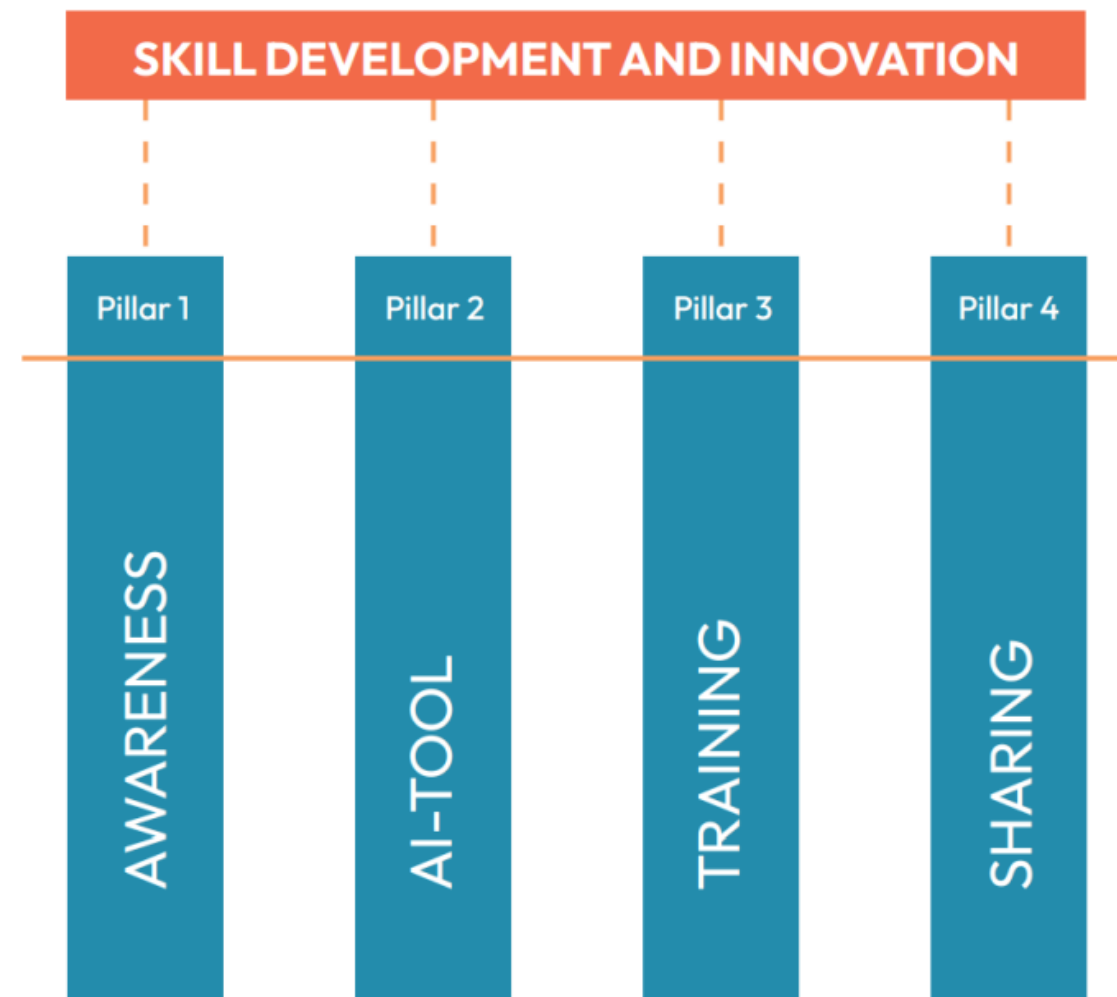 SKILL DEVELOPMENT AND INNOVATION
Pillar 1
Pillar 2
Pillar 3
Pillar 4
AWARENESS
AI-TOOL
TRAINING
SHARING